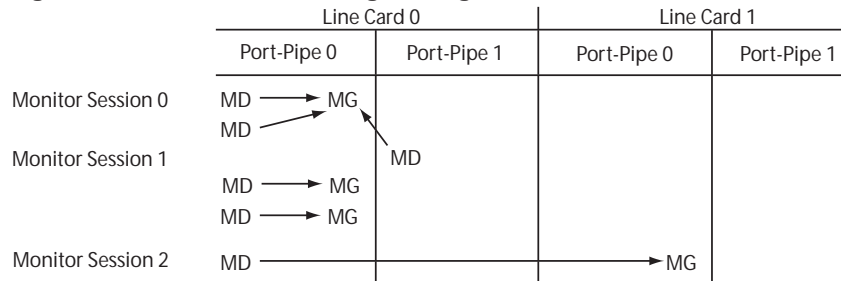 Line Card 0 Line Card 1
Port-Pipe 0 Port-Pipe 1 Port-Pipe 0 Port-Pipe 1
Monitor Session 0 MD MG
MD
Monitor Session 1 MD
MD MG
MD MG
Monitor Session 2 MD MG